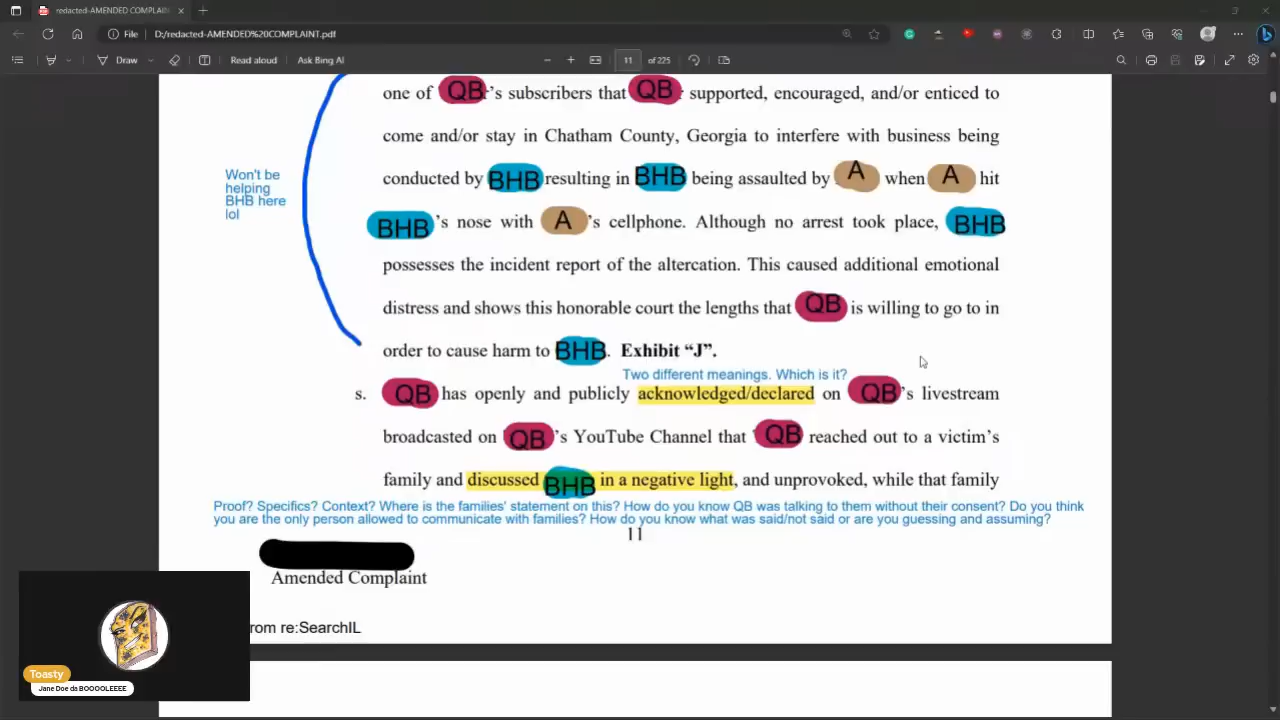 redacted-AMENDED COMPLAINT.pdf
File D:/redacted-AMENDED%20COMPLAINT.pdf
Draw Read aloud Ask Bing AI 11 of 225
one of QB r's subscribers that QB supported, encouraged, and/or enticed to
come and/or stay in Chatham County, Georgia to interfere with business being
conducted by BHB resulting in BHB being assaulted by A when A hit
BHB 's nose with A 's cellphone. Although no arrest took place, BHB
possesses the incident report of the altercation. This caused additional emotional
distress and shows this honorable court the lengths that QB is willing to go to in
order to cause harm to BHB. Exhibit “J”.
Won't be
helping
BHB here
lol
Two different meanings. Which is it?
s. QB has openly and publicly acknowledged/declared on QB 's livestream
broadcasted on QB 's YouTube Channel that QB reached out to a victim's
family and discussed BHB in a negative light, and unprovoked, while that family
Proof? Specifics? Context? Where is the families' statement on this? How do you know QB was talking to them without their consent? Do you think
you are the only person allowed to communicate with families? How do you know what was said/not said or are you guessing and assuming?
11
Amended Complaint
rom re:SearchIL
Toasty
Jane Doe da BOOOOLEEEE